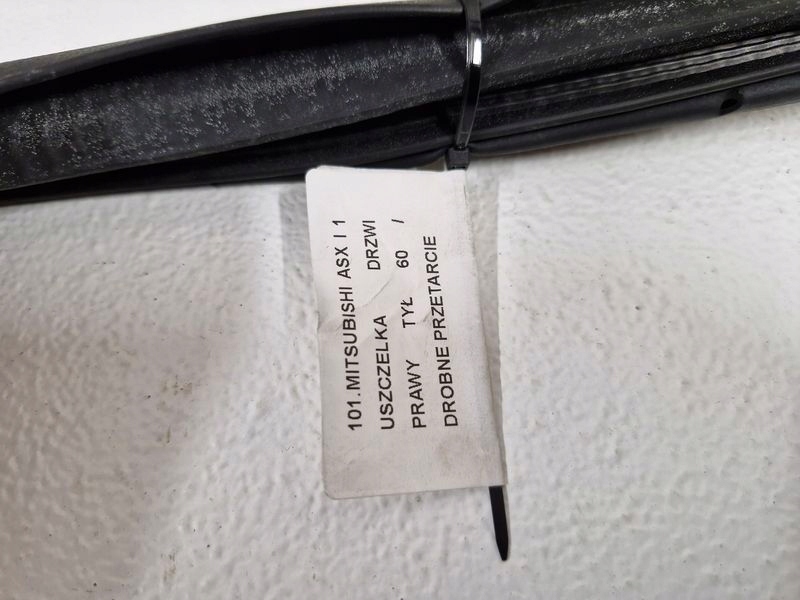 101.MITSUBISHI ASX I 1
USZCZELKA DRZWI
PRAWY TYŁ 60 /
DROBNE PRZETARCIE